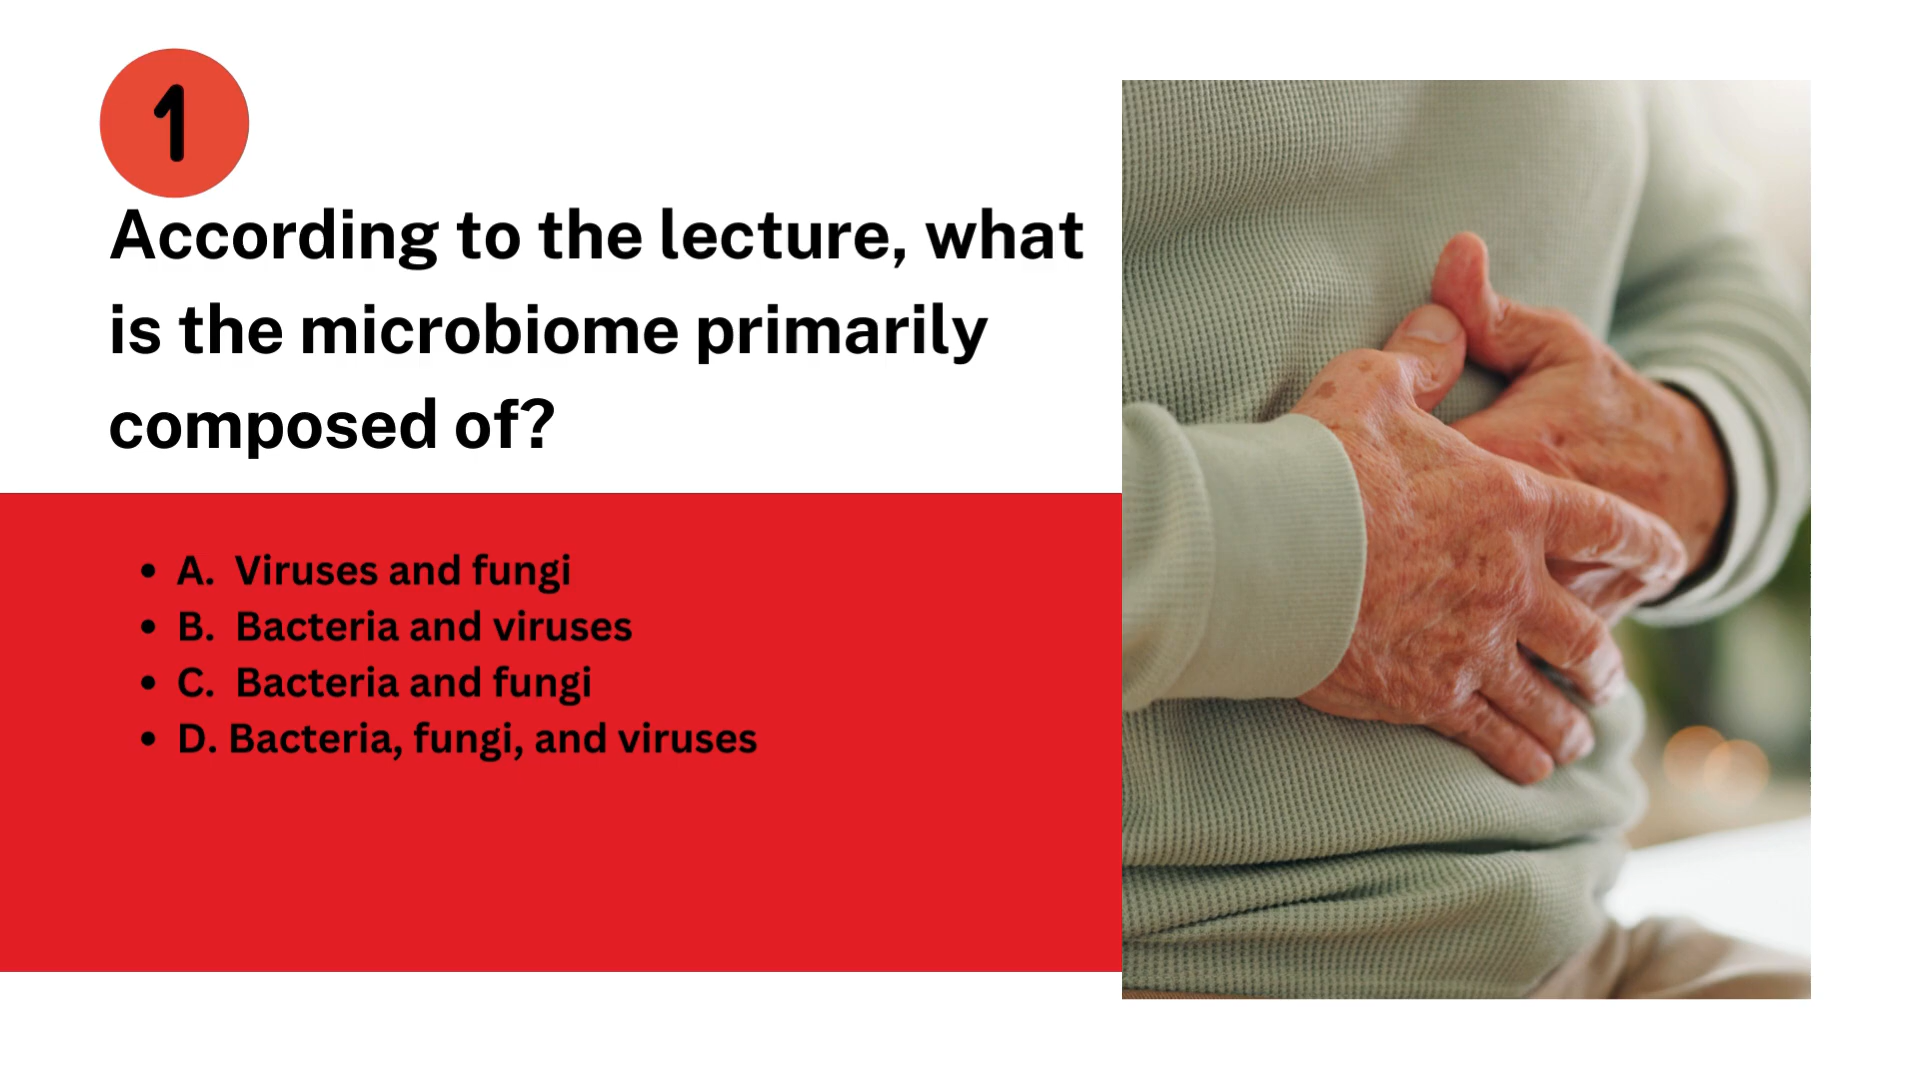 1
According to the lecture, what
is the microbiome primarily
composed of?
• A. Viruses and fungi
• B. Bacteria and viruses
• C. Bacteria and fungi
• D. Bacteria, fungi, and viruses